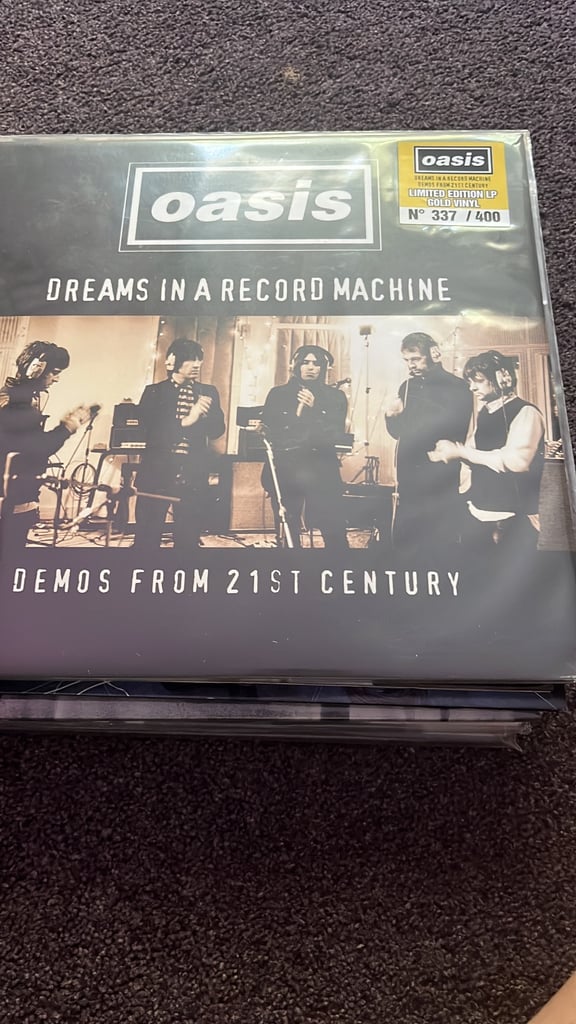 oasis
oasis
DREAMS IN A RECORD MACHINE
DEMOS FROM 21ST CENTURY
LIMITED EDITION LP
GOLD VINYL
N° 337 / 400
DREAMS IN A RECORD MACHINE
DEMOS FROM 21ST CENTURY